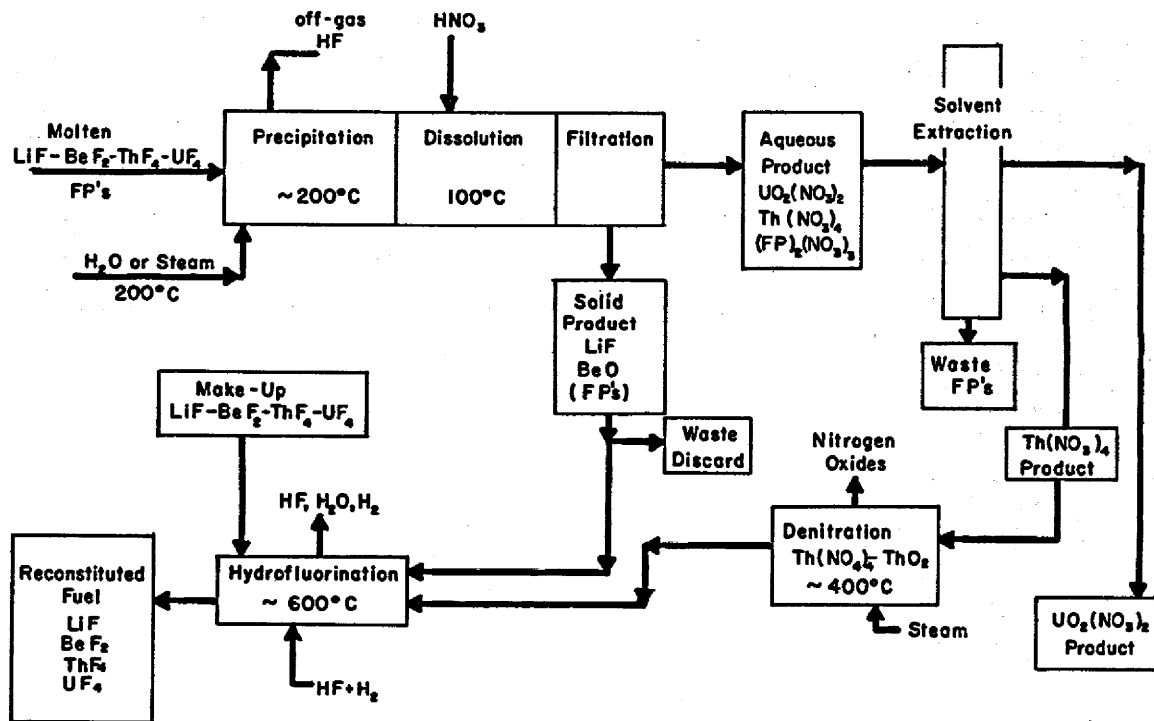 off-gas
HF
HNO₃
Molten
LiF-BeF₂-ThF₄-UF₄
FP's
H₂O or Steam
200°C
Precipitation
~200°C
Dissolution
100°C
Filtration
Aqueous
Product
UO₂(NO₃)₂
Th(NO₃)₄
(FP)₂(NO₃)₃
Solvent
Extraction
Waste
FP's
Solid
Product
LiF
BeO
(FP's)
Waste
Discard
Make-Up
LiF-BeF₂-ThF₄-UF₄
Nitrogen
Oxides
Th(NO₃)₄
Product
HF, H₂O, H₂
Reconstituted
Fuel
LiF
BeF₂
ThF₄
UF₄
Hydrofluorination
~600°C
HF+H₂
Denitration
Th(NO₄)₄-ThO₂
~400°C
Steam
UO₂(NO₃)₂
Product